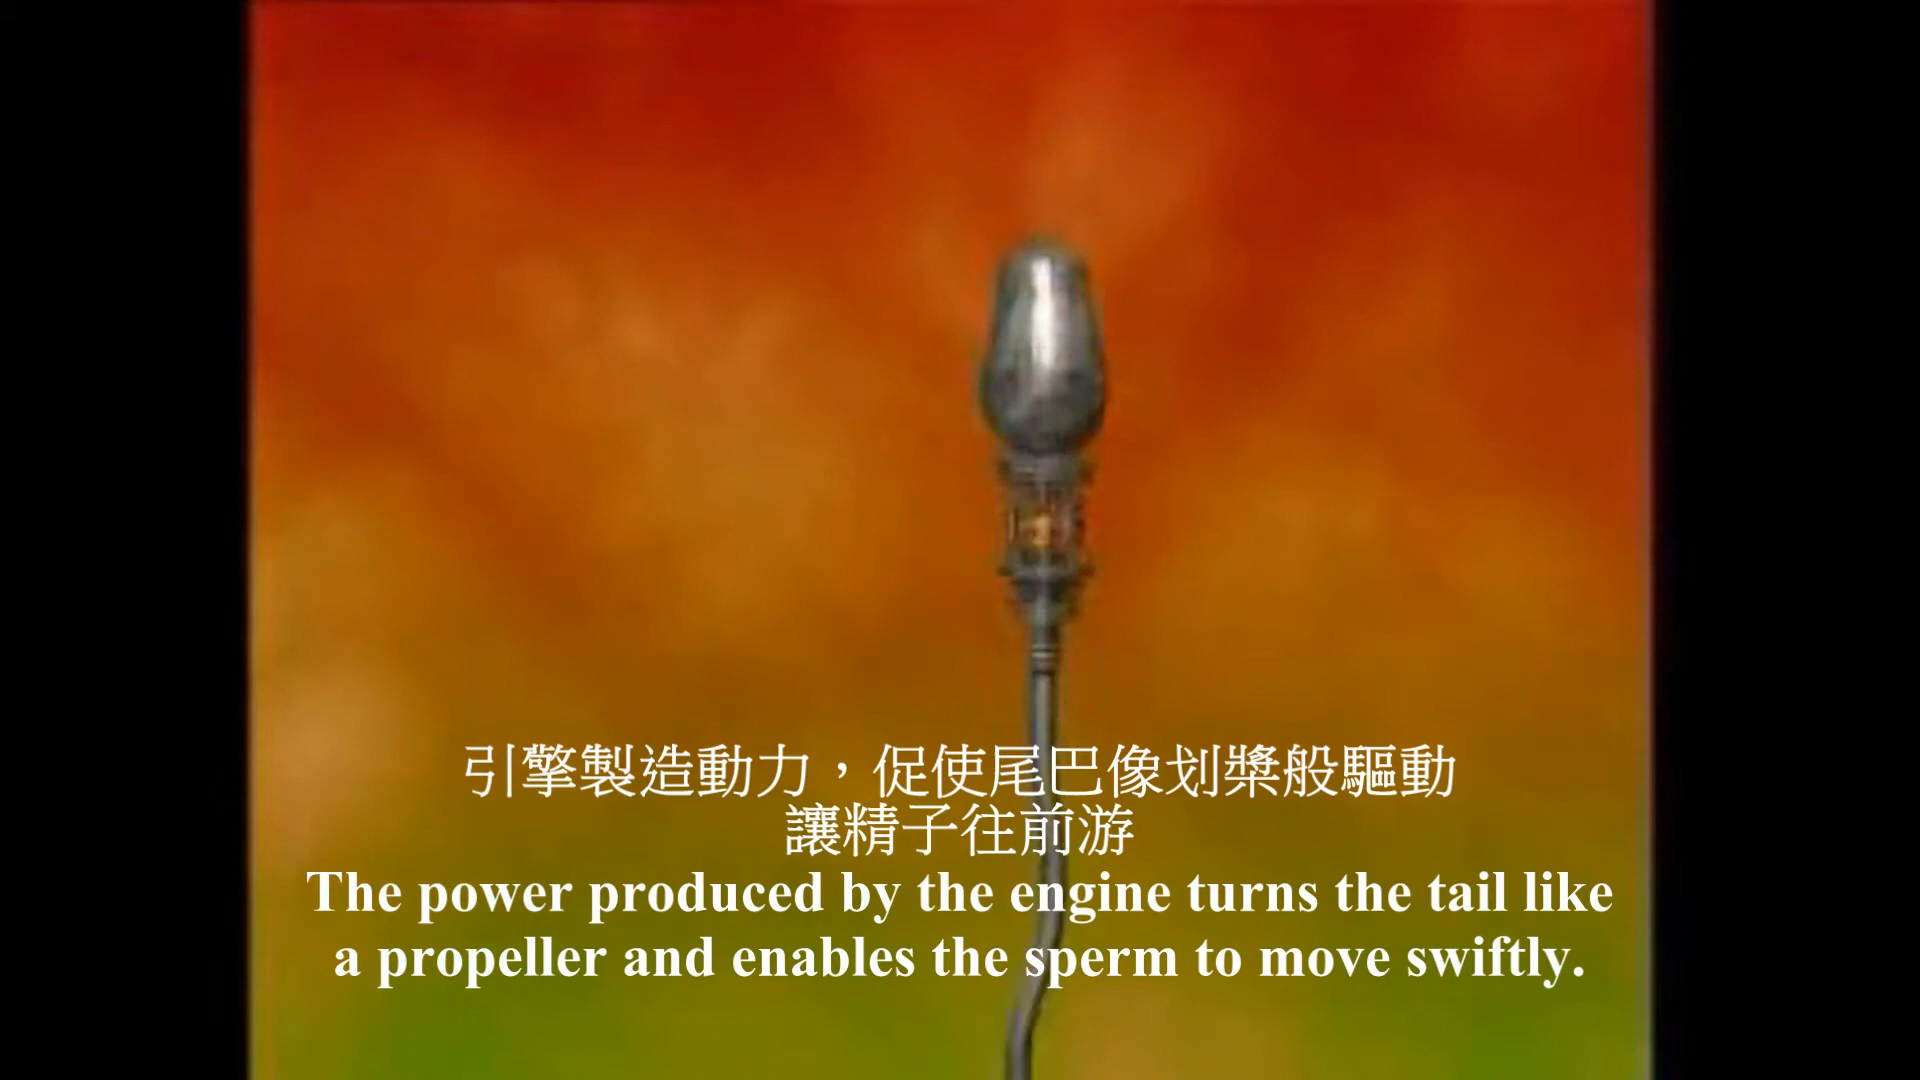 引擎製造動力，促使尾巴像划槳般驅動
讓精子往前游
The power produced by the engine turns the tail like
a propeller and enables the sperm to move swiftly.